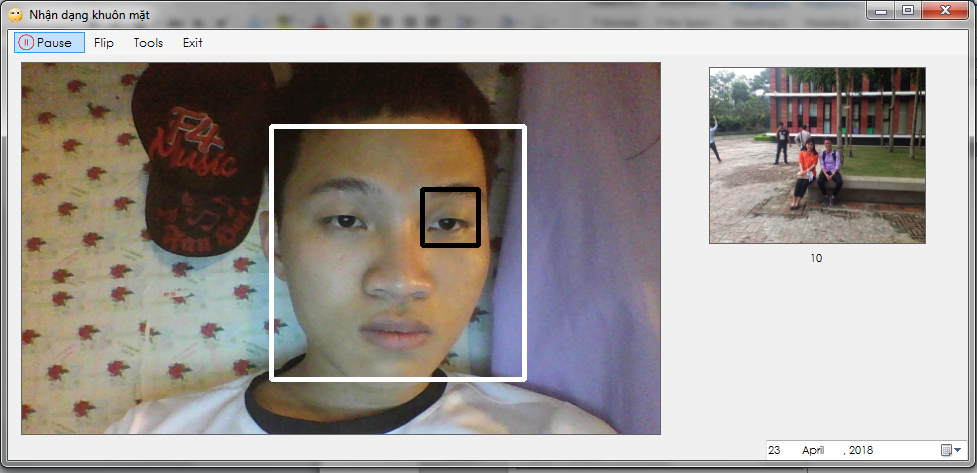 Nhận dạng khuôn mặt
Pause Flip Tools Exit
F4
Music
10
23 April , 2018